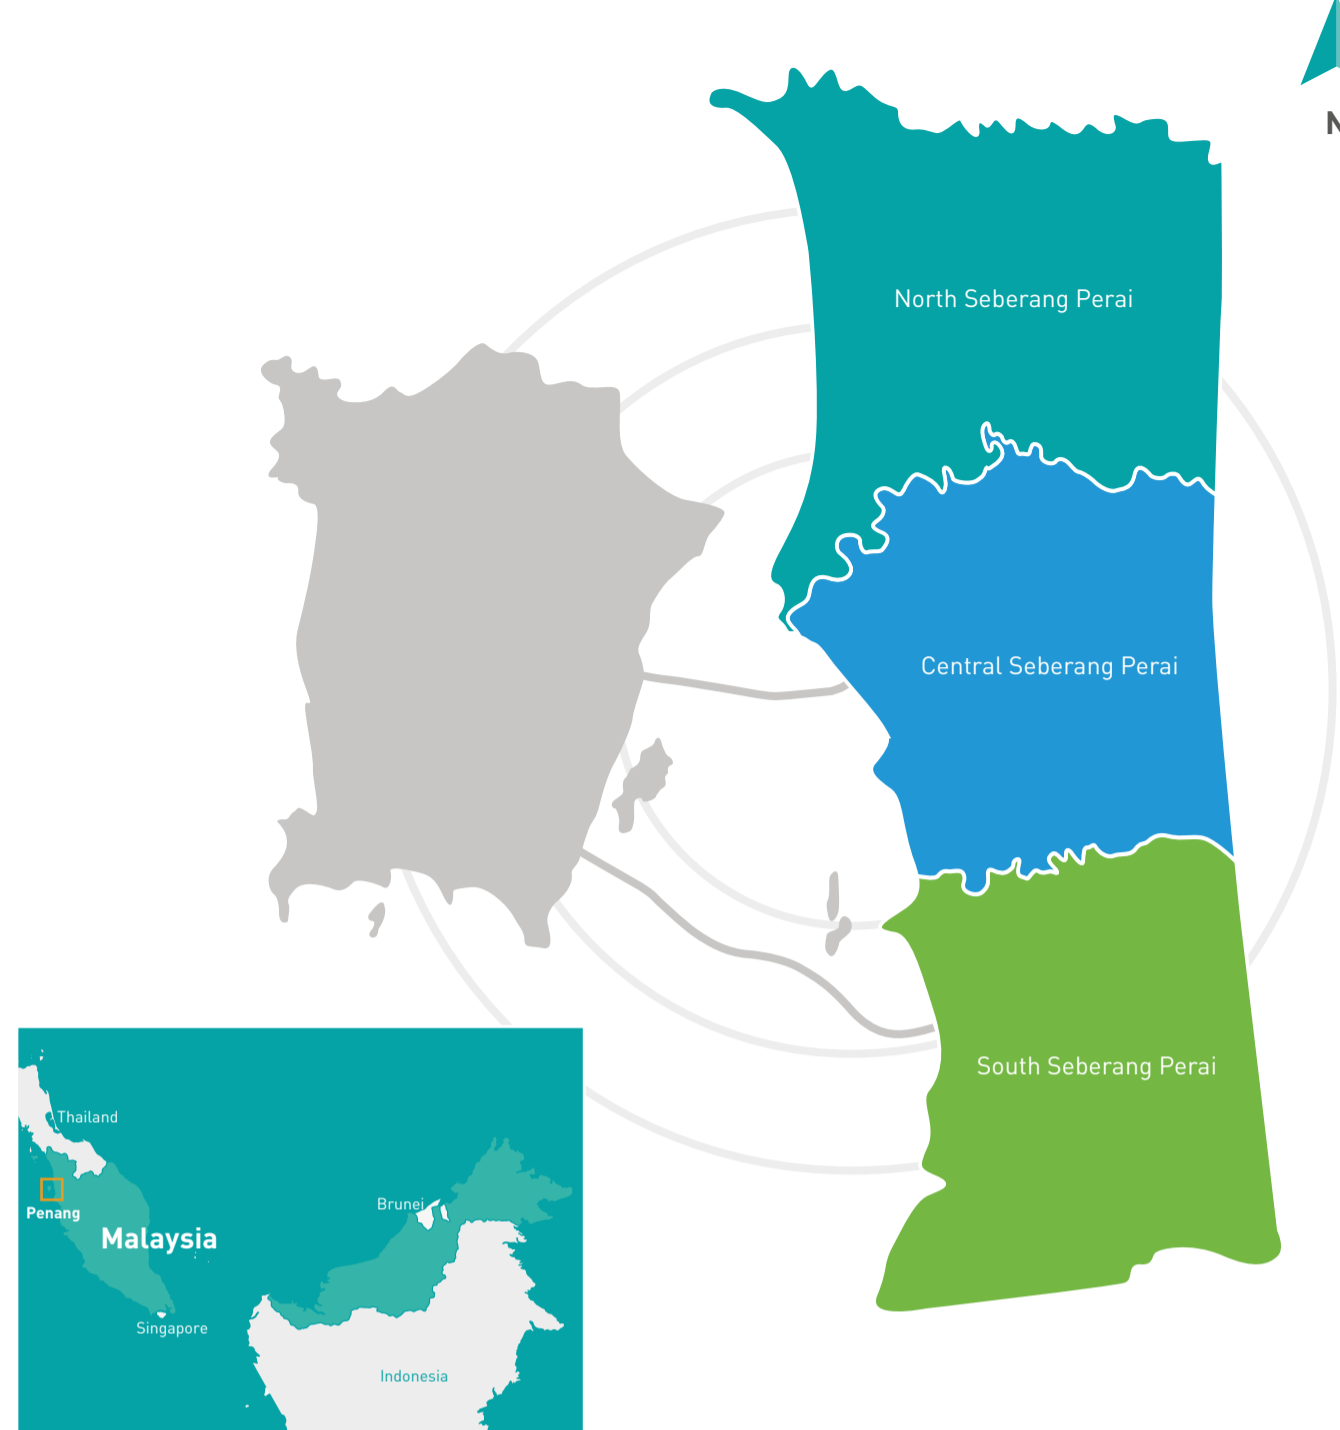 N
North Seberang Perai
Central Seberang Perai
South Seberang Perai
Thailand
Penang
Malaysia
Brunei
Singapore
Indonesia